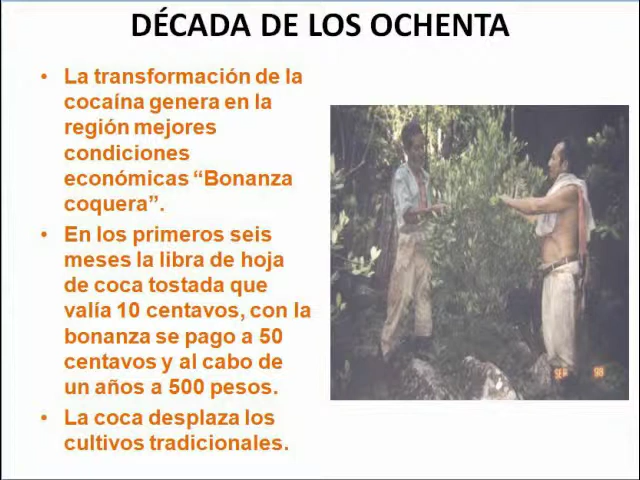 DÉCADA DE LOS OCHENTA
• La transformación de la
cocaína genera en la
región mejores
condiciones
económicas “Bonanza
coquera”.
• En los primeros seis
meses la libra de hoja
de coca tostada que
valía 10 centavos, con la
bonanza se pago a 50
centavos y al cabo de
un años a 500 pesos.
• La coca desplaza los
cultivos tradicionales.